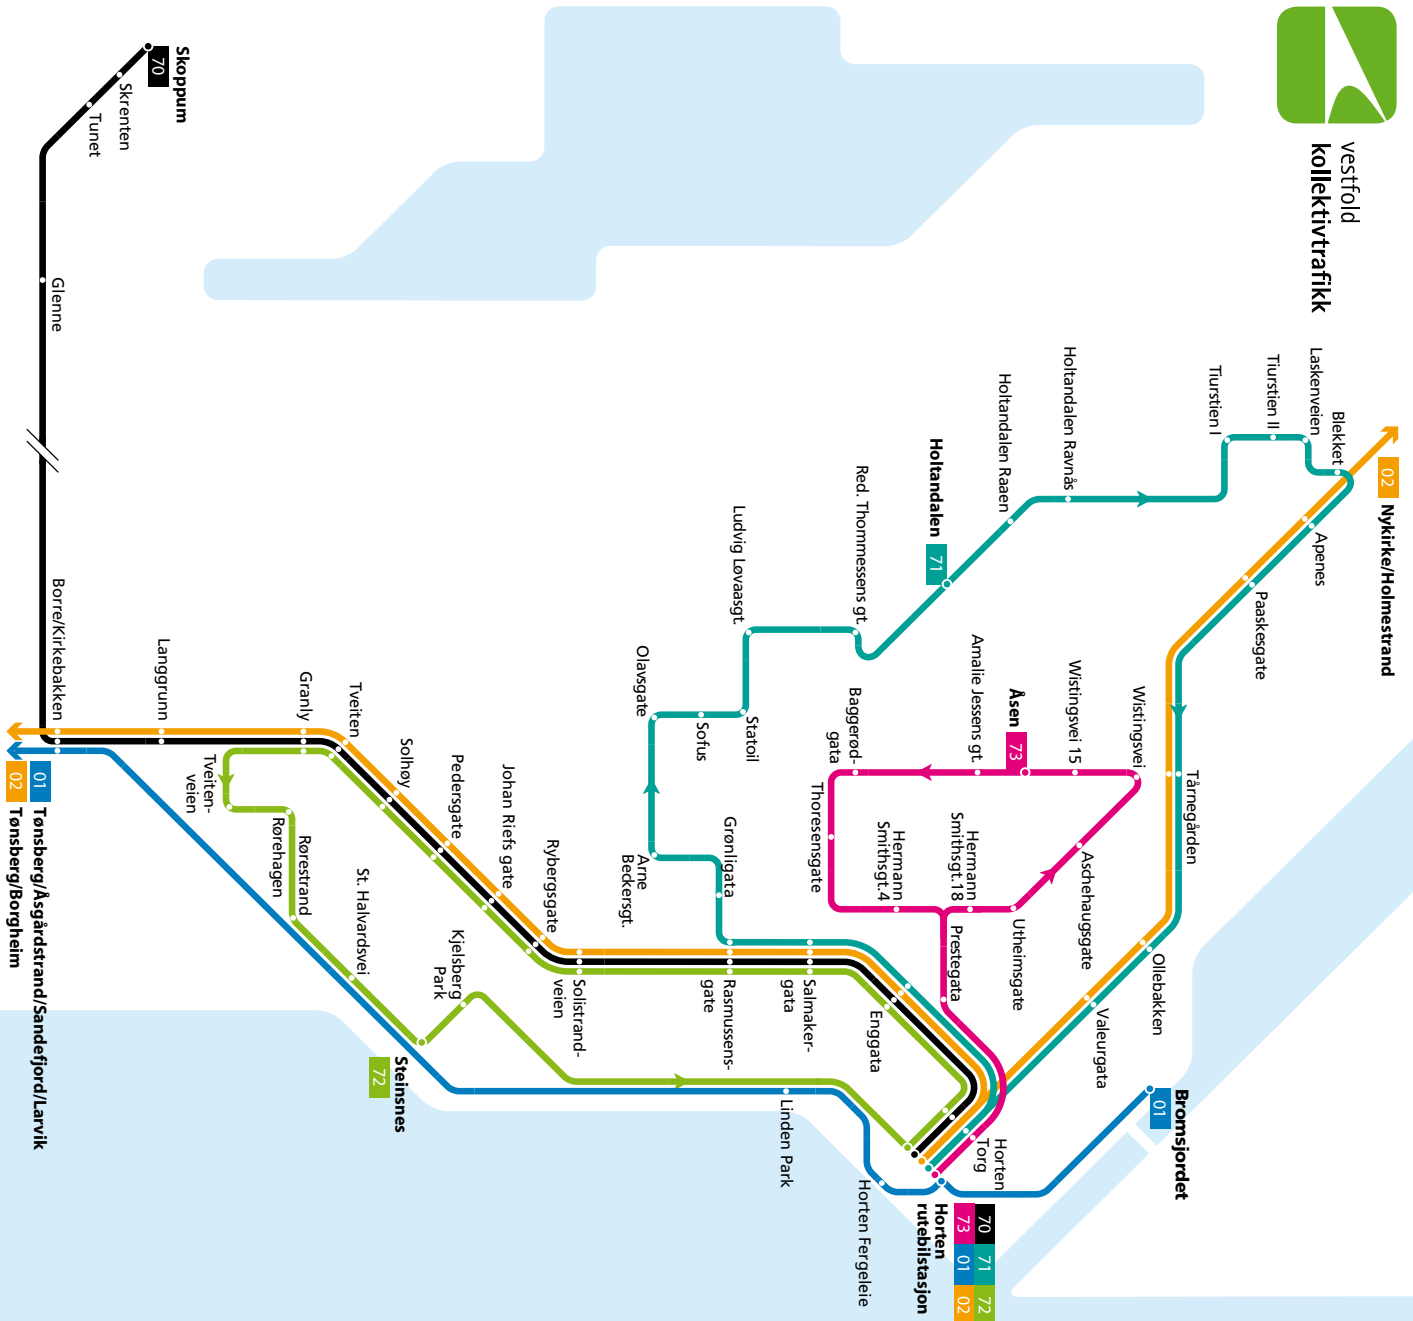 vestfold
kollektivtrafikk
02
Nykirke/Holmestrand
Blekket
Laskenveien
Tiurstien II
Tiurstien I
Apenes
Paaskesgate
Holtandalen Ravnås
Holtandalen Raaen
Holtandalen
71
Red. Thommessens gt.
Ludvig Løvaasgt.
Statoil
Sofus
Olavsgate
Arne
Beckersgt.
Grønligata
Tårnegården
Ollebakken
Valeurgata
Wistingsvei
Wistingsvei 15
Åsen
73
Amalie Jessens gt.
Baggerød-
gata
Thoresensgate
Hermann
Smithsgt.4
Hermann
Smithsgt.18
Utheimsgate
Aschehaugsgate
Prestegata
Bromsjordet
01
Horten
Torg
Horten
rutebilstasjon
70
71
72
73
01
02
Horten Fergeleie
Linden Park
Enggata
Salmaker-
gata
Rasmussens-
gate
Solistrand-
veien
Rybergsgate
Johan Riefs gate
Pedersgate
Solhøy
Tveiten
Granly
Langgrunn
Borre/Kirkebakken
Tveiten-
veien
Rørehagen
Rørestrand
St. Halvardsvei
Kjelsberg
Park
Steinsnes
72
Skoppum
70
Skrenten
Tunet
Glenne
01
Tønsberg/Åsgårdstrand/Sandefjord/Larvik
02
Tønsberg/Borgheim